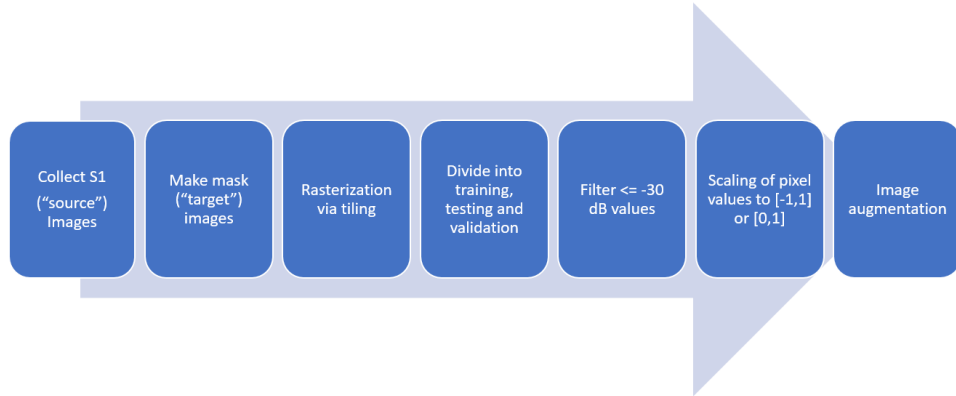 Collect S1
(“source”)
Images
Make mask
(“target”)
images
Rasterization
via tiling
Divide into
training,
testing and
validation
Filter <= -30
dB values
Scaling of pixel
values to [-1,1]
or [0,1]
Image
augmentation